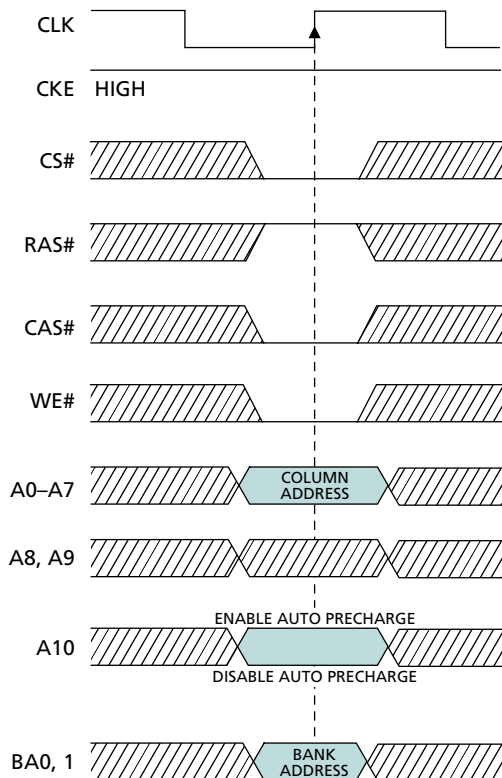 CLK
CKE HIGH
CS#
RAS#
CAS#
WE#
A0–A7
COLUMN
ADDRESS
A8, A9
ENABLE AUTO PRECHARGE
A10
DISABLE AUTO PRECHARGE
BA0, 1
BANK
ADDRESS